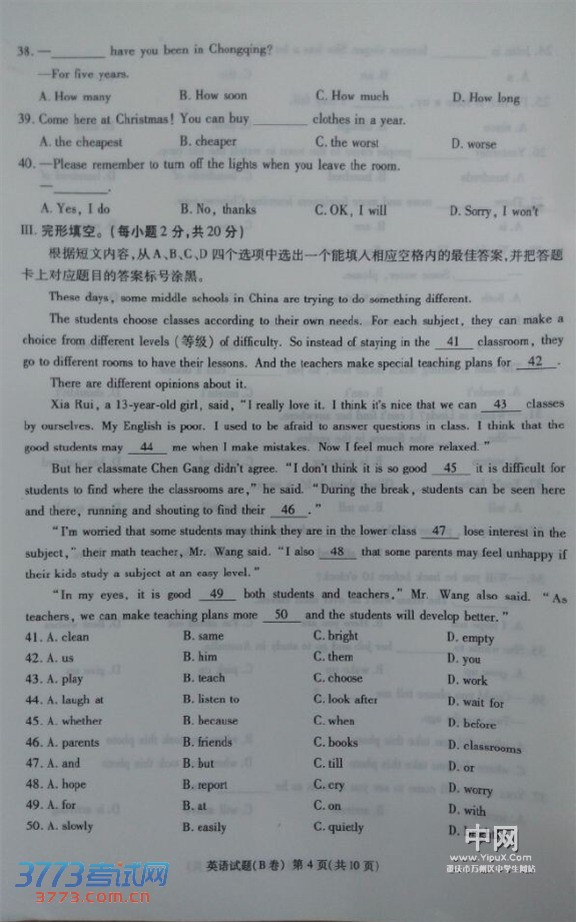 38. —________ have you been in Chongqing?
—For five years.
A. How many B. How soon C. How much D. How long
39. Come here at Christmas! You can buy ________ clothes in a year.
A. the cheapest B. cheaper C. the worst D. worse
40. —Please remember to turn off the lights when you leave the room.
—________.
A. Yes, I do B. No, thanks C. OK, I will D. Sorry, I won't
III. 完形填空。(每小题2分,共20分)
根据短文内容,从A、B、C、D四个选项中选出一个能填入相应空格内的最佳答案,并把答题
卡上对应题目的答案标号涂黑。
These days, some middle schools in China are trying to do something different.
The students choose classes according to their own needs. For each subject, they can make a
choice from different levels (等级) of difficulty. So instead of staying in the 41 classroom, they
go to different rooms to have their lessons. And the teachers make special teaching plans for 42 .
There are different opinions about it.
Xia Rui, a 13-year-old girl, said, "I really love it. I think it's nice that we can 43 classes
by ourselves. My English is poor. I used to be afraid to answer questions in class. I think that the
good students may 44 me when I make mistakes. Now I feel much more relaxed."
But her classmate Chen Gang didn't agree. "I don't think it is so good 45 it is difficult for
students to find where the classrooms are," he said. "During the break, students can be seen here
and there, running and shouting to find their 46 ."
"I'm worried that some students may think they are in the lower class 47 lose interest in the
subject," their math teacher, Mr. Wang said. "I also 48 that some parents may feel unhappy if
their kids study a subject at an easy level."
"In my eyes, it is good 49 both students and teachers," Mr. Wang also said. "As
teachers, we can make teaching plans more 50 and the students will develop better."
41. A. clean B. same C. bright D. empty
42. A. us B. him C. them D. you
43. A. play B. teach C. choose D. work
44. A. laugh at B. listen to C. look after D. wait for
45. A. whether B. because C. when D. before
46. A. parents B. friends C. books D. classrooms
47. A. and B. but C. till D. or
48. A. hope B. report C. cry D. worry
49. A. for B. at C. on D. with
50. A. slowly B. easily C. quietly D.
英语试题(B卷) 第4页(共10页)
3773考试网
3773.com.cn
中网
www.YipuX.Com
重庆市万州区中学生网站